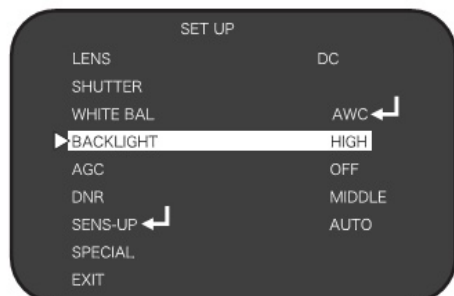 SET UP
LENS DC
SHUTTER
WHITE BAL AWC
BACKLIGHT HIGH
AGC OFF
DNR MIDDLE
SENS-UP AUTO
SPECIAL
EXIT